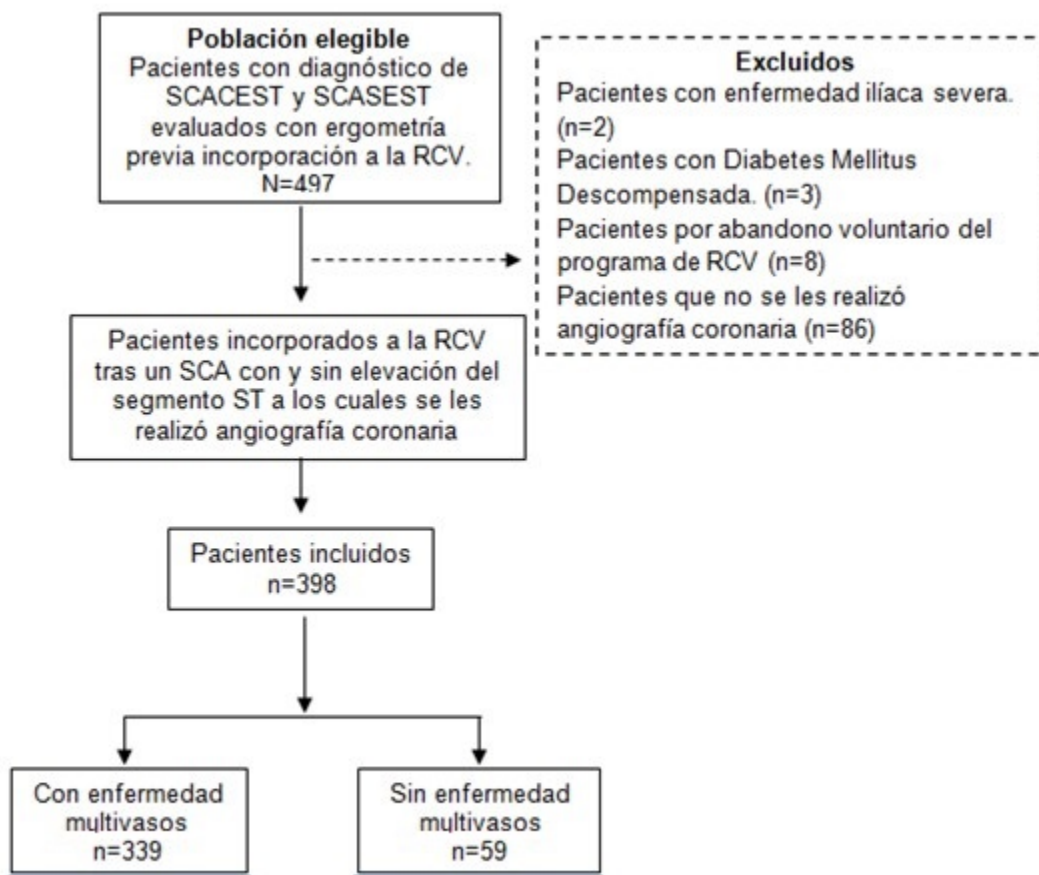 Población elegible
Pacientes con diagnóstico de
SCACEST y SCASEST
evaluados con ergometría
previa incorporación a la RCV.
N=497
Excluidos
Pacientes con enfermedad ilíaca severa.
(n=2)
Pacientes con Diabetes Mellitus
Descompensada. (n=3)
Pacientes por abandono voluntario del
programa de RCV (n=8)
Pacientes que no se les realizó
angiografía coronaria (n=86)
Pacientes incorporados a la RCV
tras un SCA con y sin elevación del
segmento ST a los cuales se les
realizó angiografía coronaria
Pacientes incluidos
n=398
Con enfermedad
multivasos
n=339
Sin enfermedad
multivasos
n=59